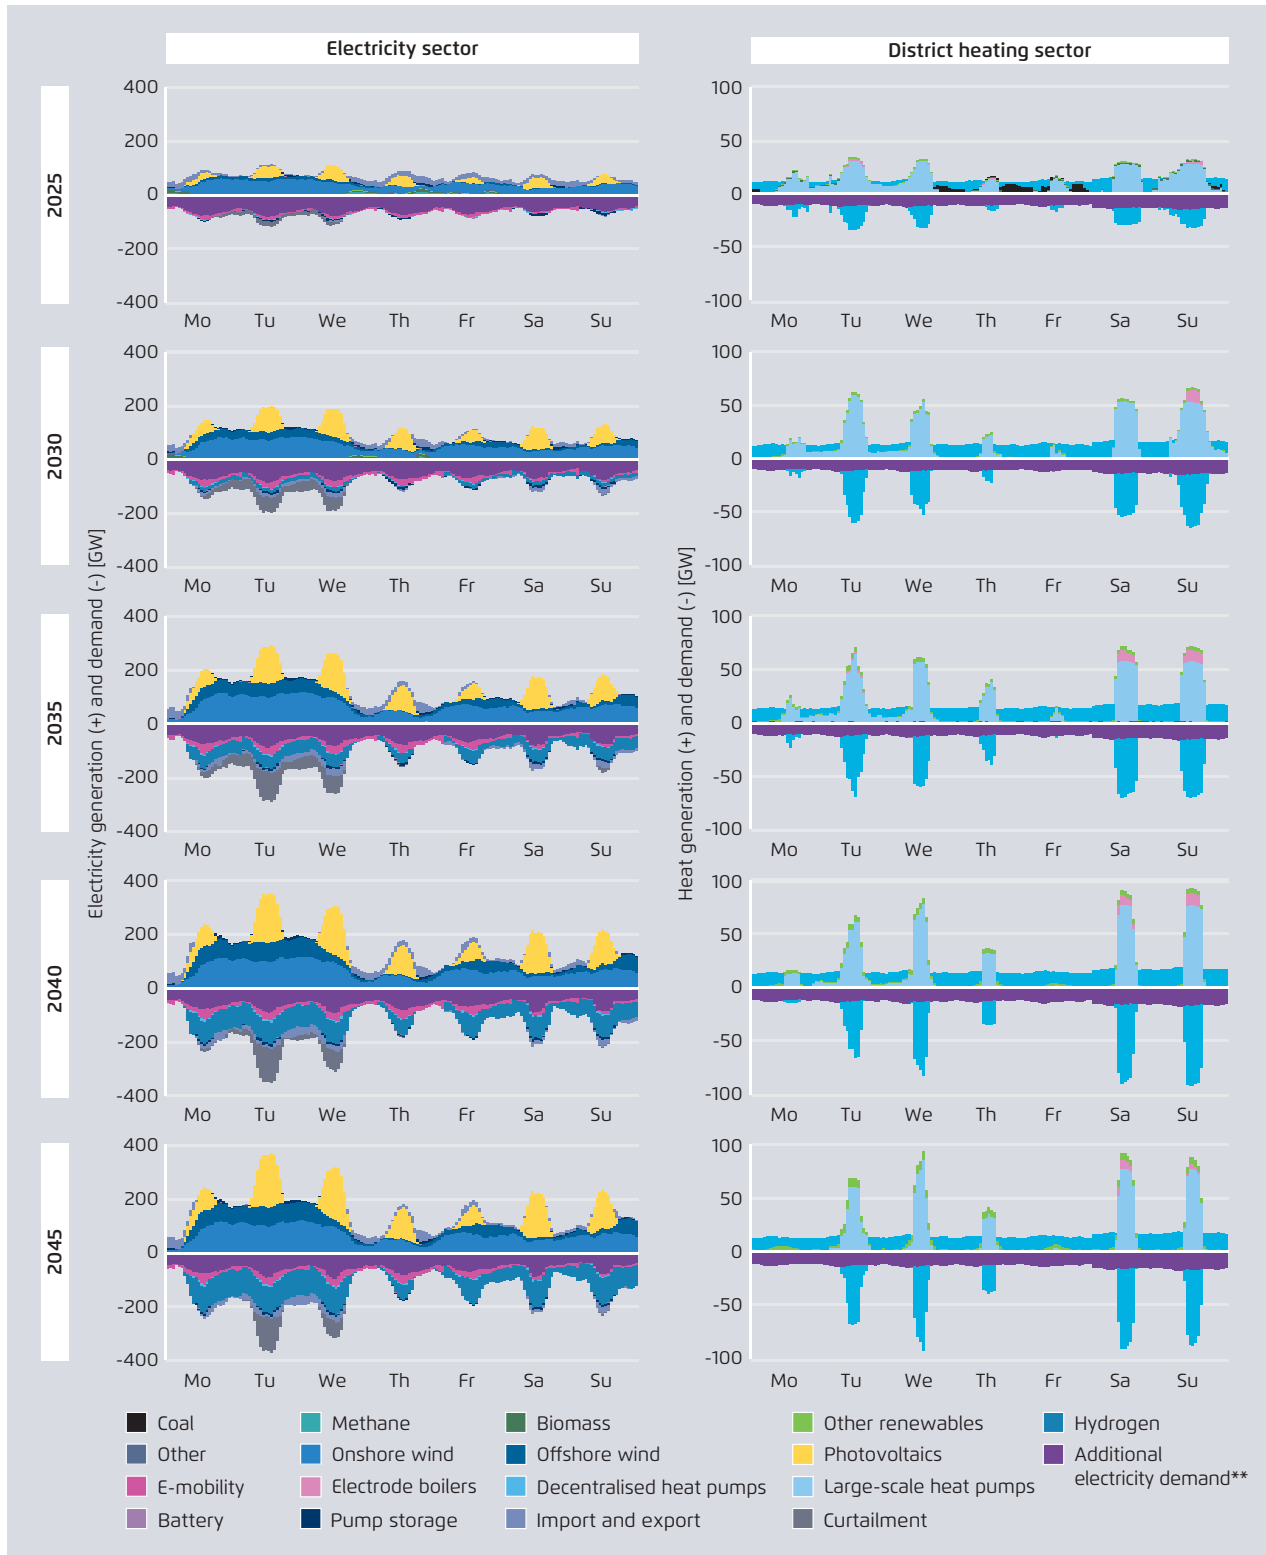 Electricity sector
District heating sector
Electricity generation (+) and demand (-) [GW]
Heat generation (+) and demand (-) [GW]
2025
400
200
0
-200
-400
Mo Tu We Th Fr Sa Su
100
50
0
-50
-100
Mo Tu We Th Fr Sa Su
2030
400
200
0
-200
-400
Mo Tu We Th Fr Sa Su
100
50
0
-50
-100
Mo Tu We Th Fr Sa Su
2035
400
200
0
-200
-400
Mo Tu We Th Fr Sa Su
100
50
0
-50
-100
Mo Tu We Th Fr Sa Su
2040
400
200
0
-200
-400
Mo Tu We Th Fr Sa Su
100
50
0
-50
-100
Mo Tu We Th Fr Sa Su
2045
400
200
0
-200
-400
Mo Tu We Th Fr Sa Su
100
50
0
-50
-100
Mo Tu We Th Fr Sa Su
Coal
Other
E-mobility
Battery
Methane
Onshore wind
Electrode boilers
Pump storage
Biomass
Offshore wind
Decentralised heat pumps
Import and export
Other renewables
Photovoltaics
Large-scale heat pumps
Curtailment
Hydrogen
Additional
electricity demand**